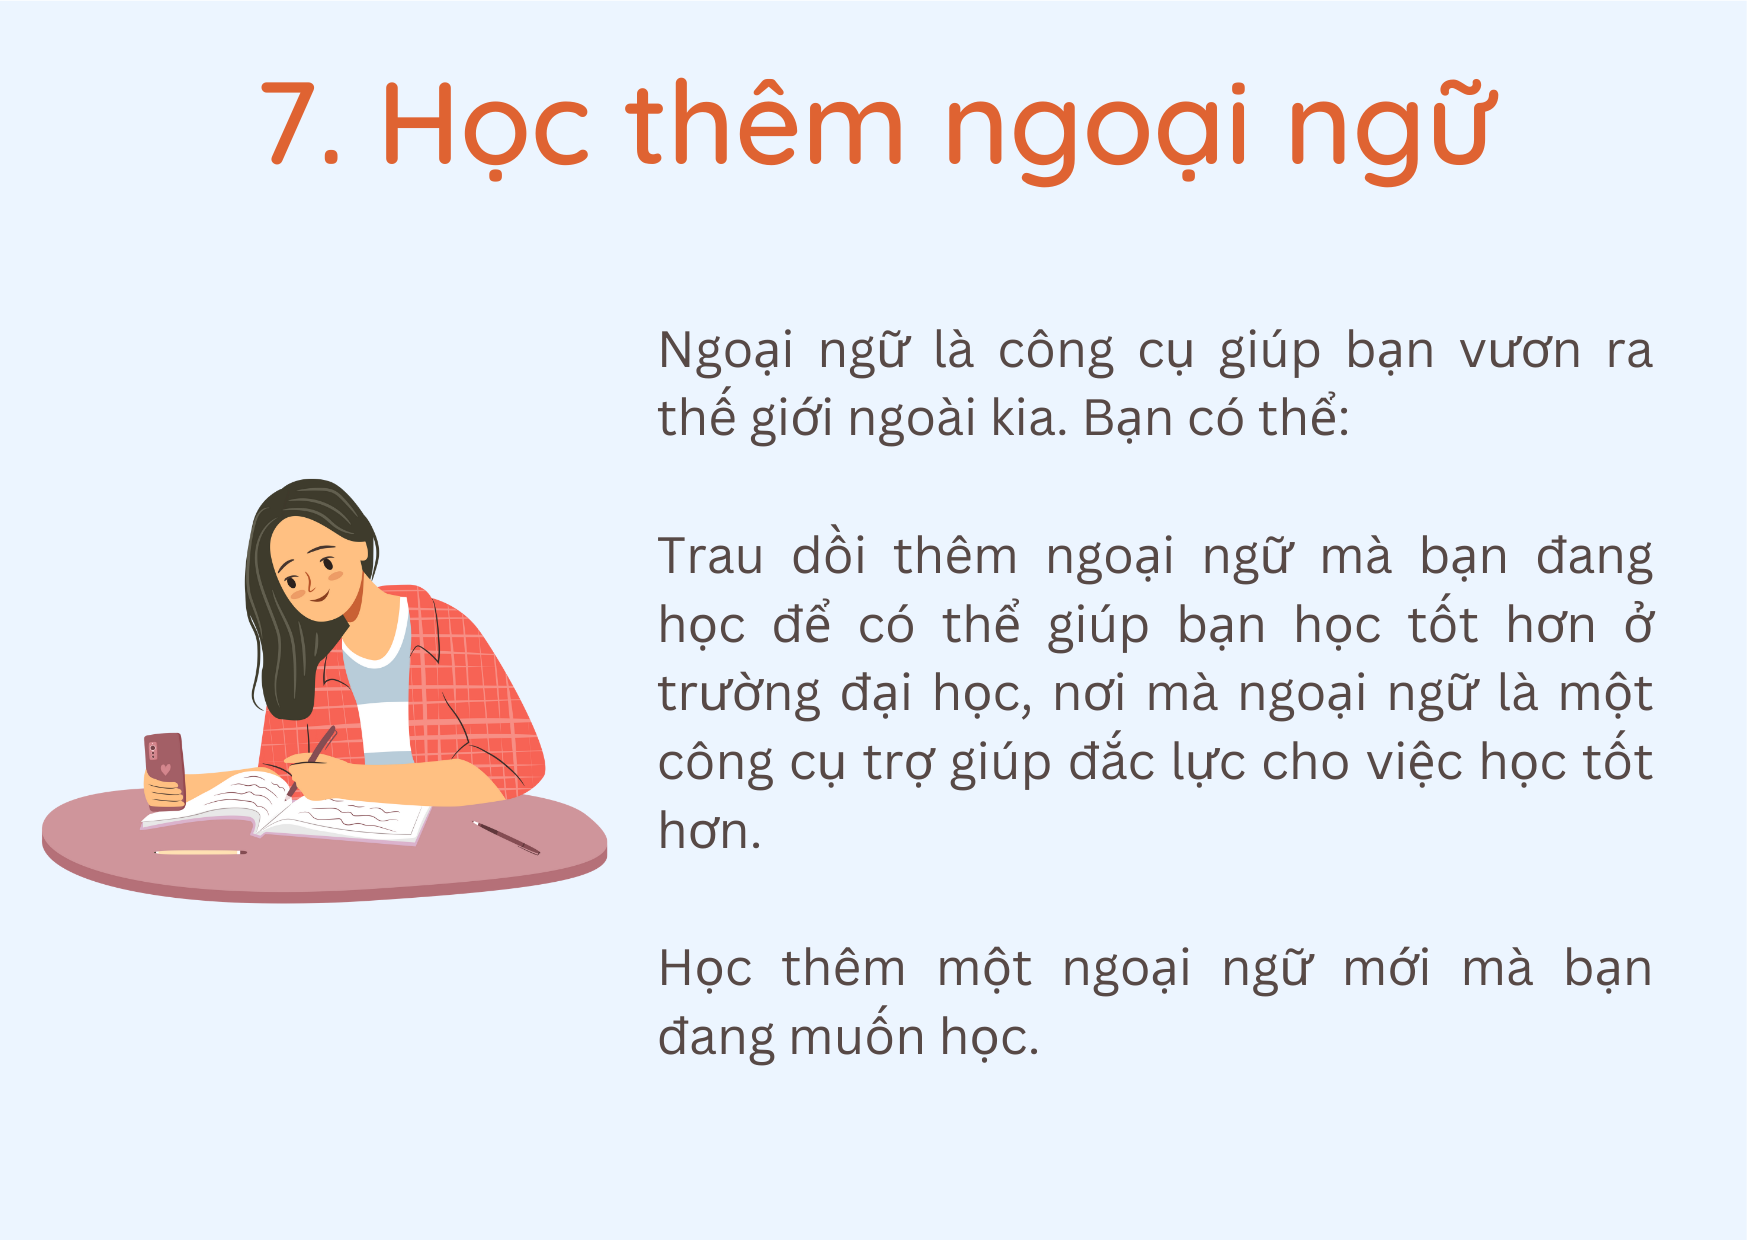 7. Học thêm ngoại ngữ
Ngoại ngữ là công cụ giúp bạn vươn ra
thế giới ngoài kia. Bạn có thể:
Trau dồi thêm ngoại ngữ mà bạn đang
học để có thể giúp bạn học tốt hơn ở
trường đại học, nơi mà ngoại ngữ là một
công cụ trợ giúp đắc lực cho việc học tốt
hơn.
Học thêm một ngoại ngữ mới mà bạn
đang muốn học.